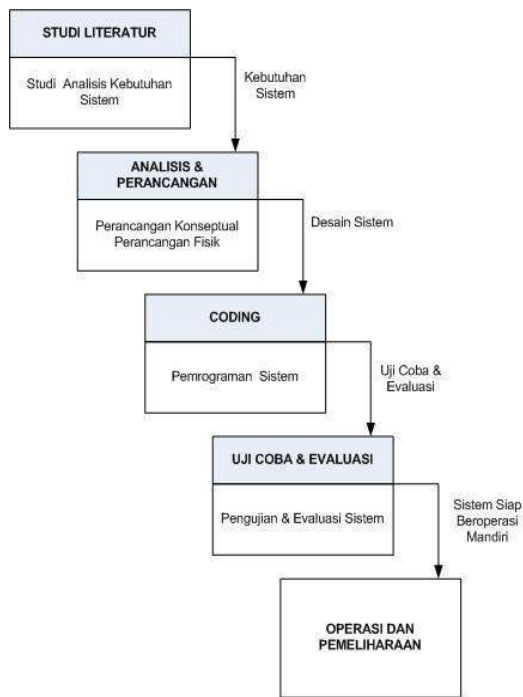 STUDI LITERATUR
Studi Analisis Kebutuhan
Sistem
Kebutuhan
Sistem
ANALISIS &
PERANCANGAN
Perancangan Konseptual
Perancangan Fisik
Desain Sistem
CODING
Pemrograman Sistem
Uji Coba &
Evaluasi
UJI COBA & EVALUASI
Pengujian & Evaluasi Sistem
Sistem Siap
Beroperasi
Mandiri
OPERASI DAN
PEMELIHARAAN